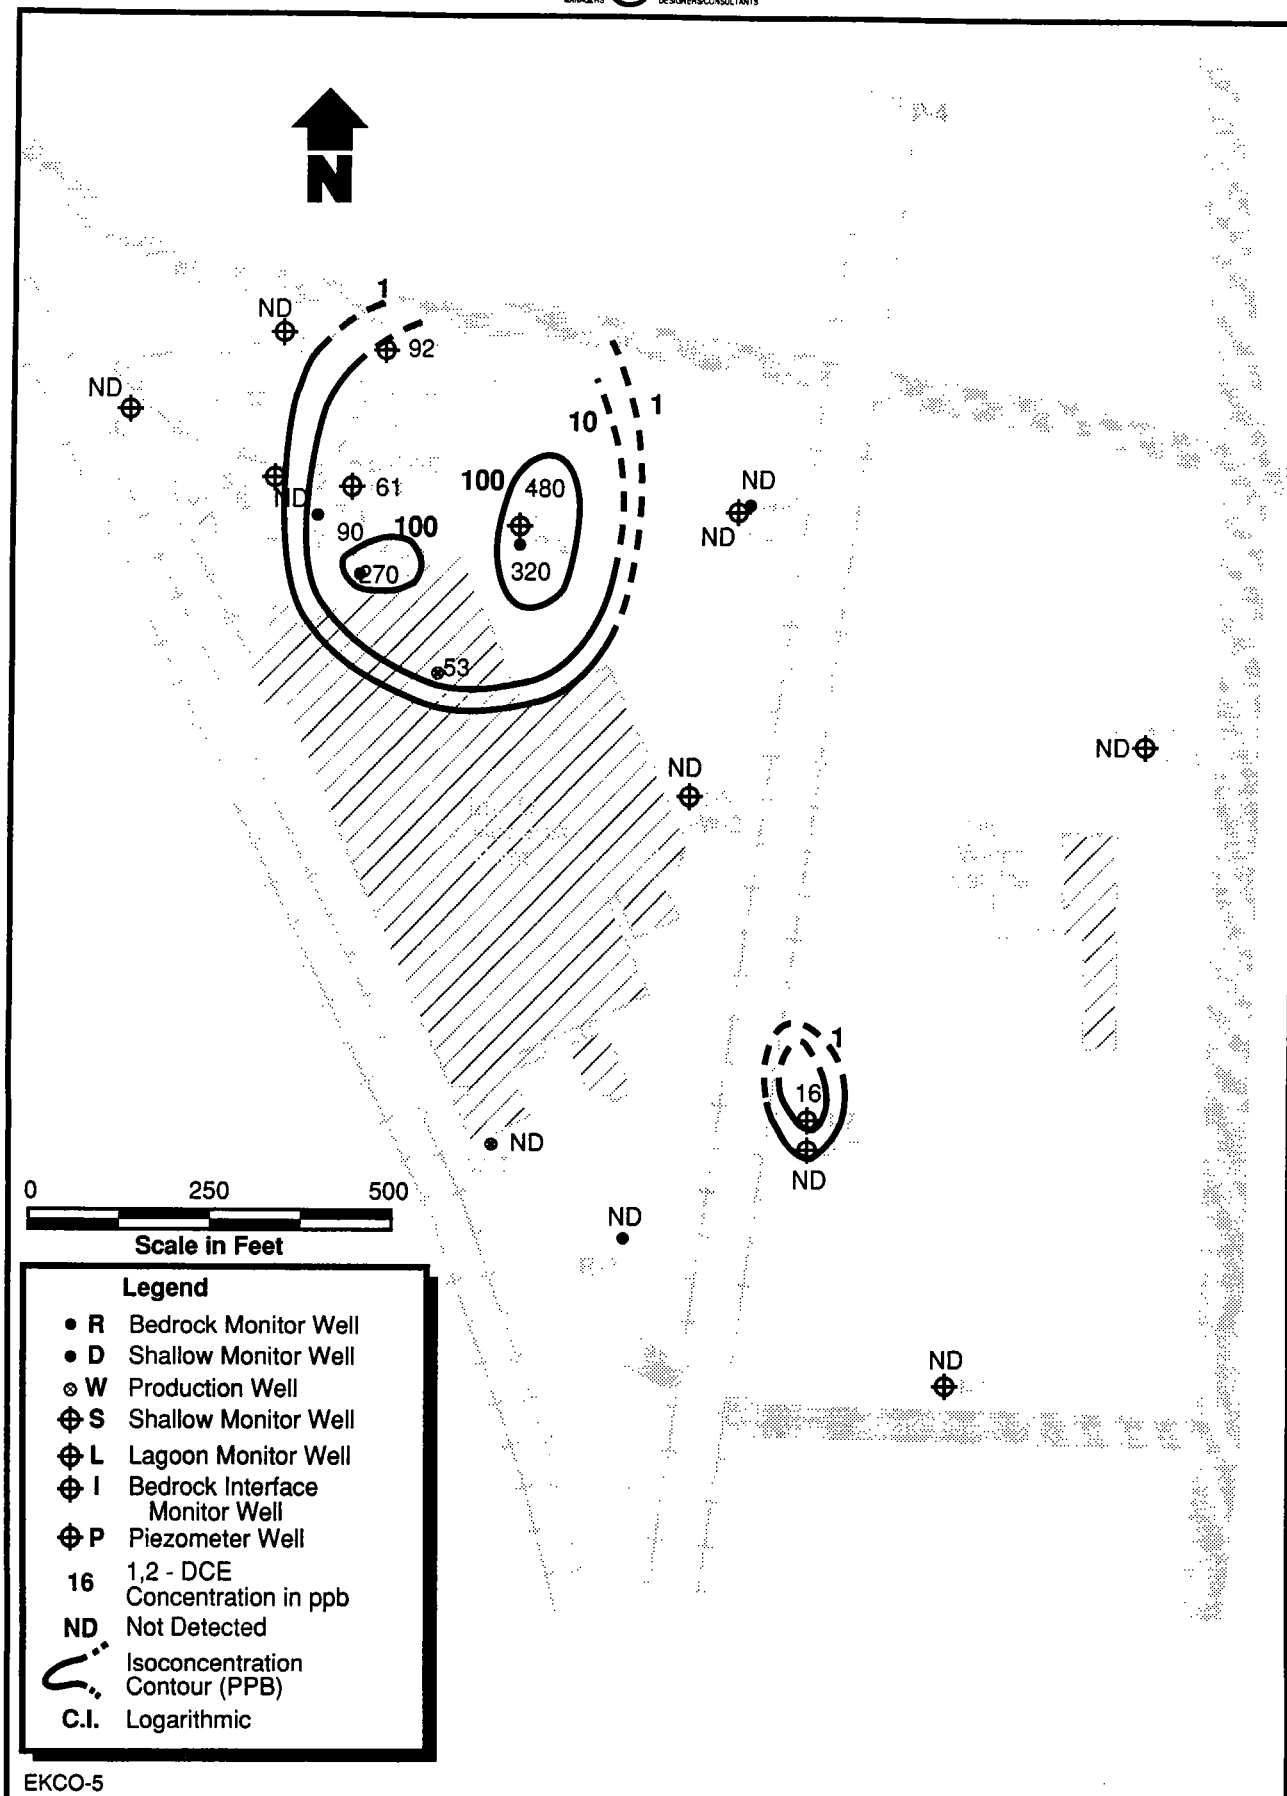 MANAGERS
DESIGNERS/CONSULTANTS
N
1
ND
92
ND
1
10
100
480
ND
61
ND
ND
90
100
270
320
53
ND
ND
1
16
ND
ND
ND
ND
0 250 500
Scale in Feet
Legend
R Bedrock Monitor Well
D Shallow Monitor Well
W Production Well
S Shallow Monitor Well
L Lagoon Monitor Well
I Bedrock Interface
Monitor Well
P Piezometer Well
16 1,2 - DCE
Concentration in ppb
ND Not Detected
Isoconcentration
Contour (PPB)
C.I. Logarithmic
EKCO-5